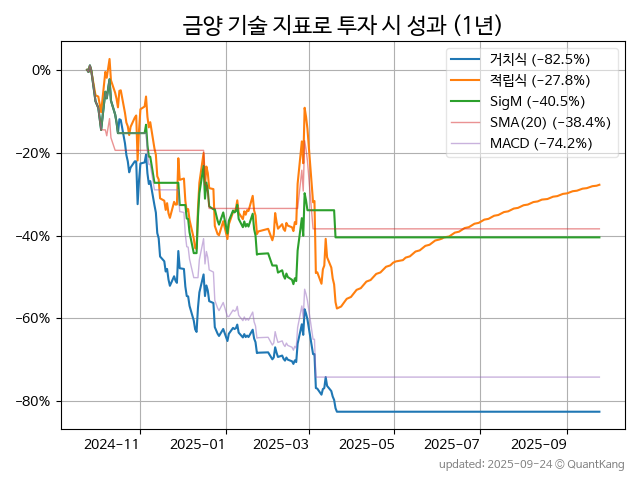 금양 기술 지표로 투자 시 성과 (1년)
거치식 (−82.5%)
적립식 (−27.8%)
SigM (−40.5%)
SMA(20) (−38.4%)
MACD (−74.2%)
0%
−20%
−40%
−60%
−80%
2024-11 2025-01 2025-03 2025-05 2025-07 2025-09
updated: 2025-09-24 © QuantKang